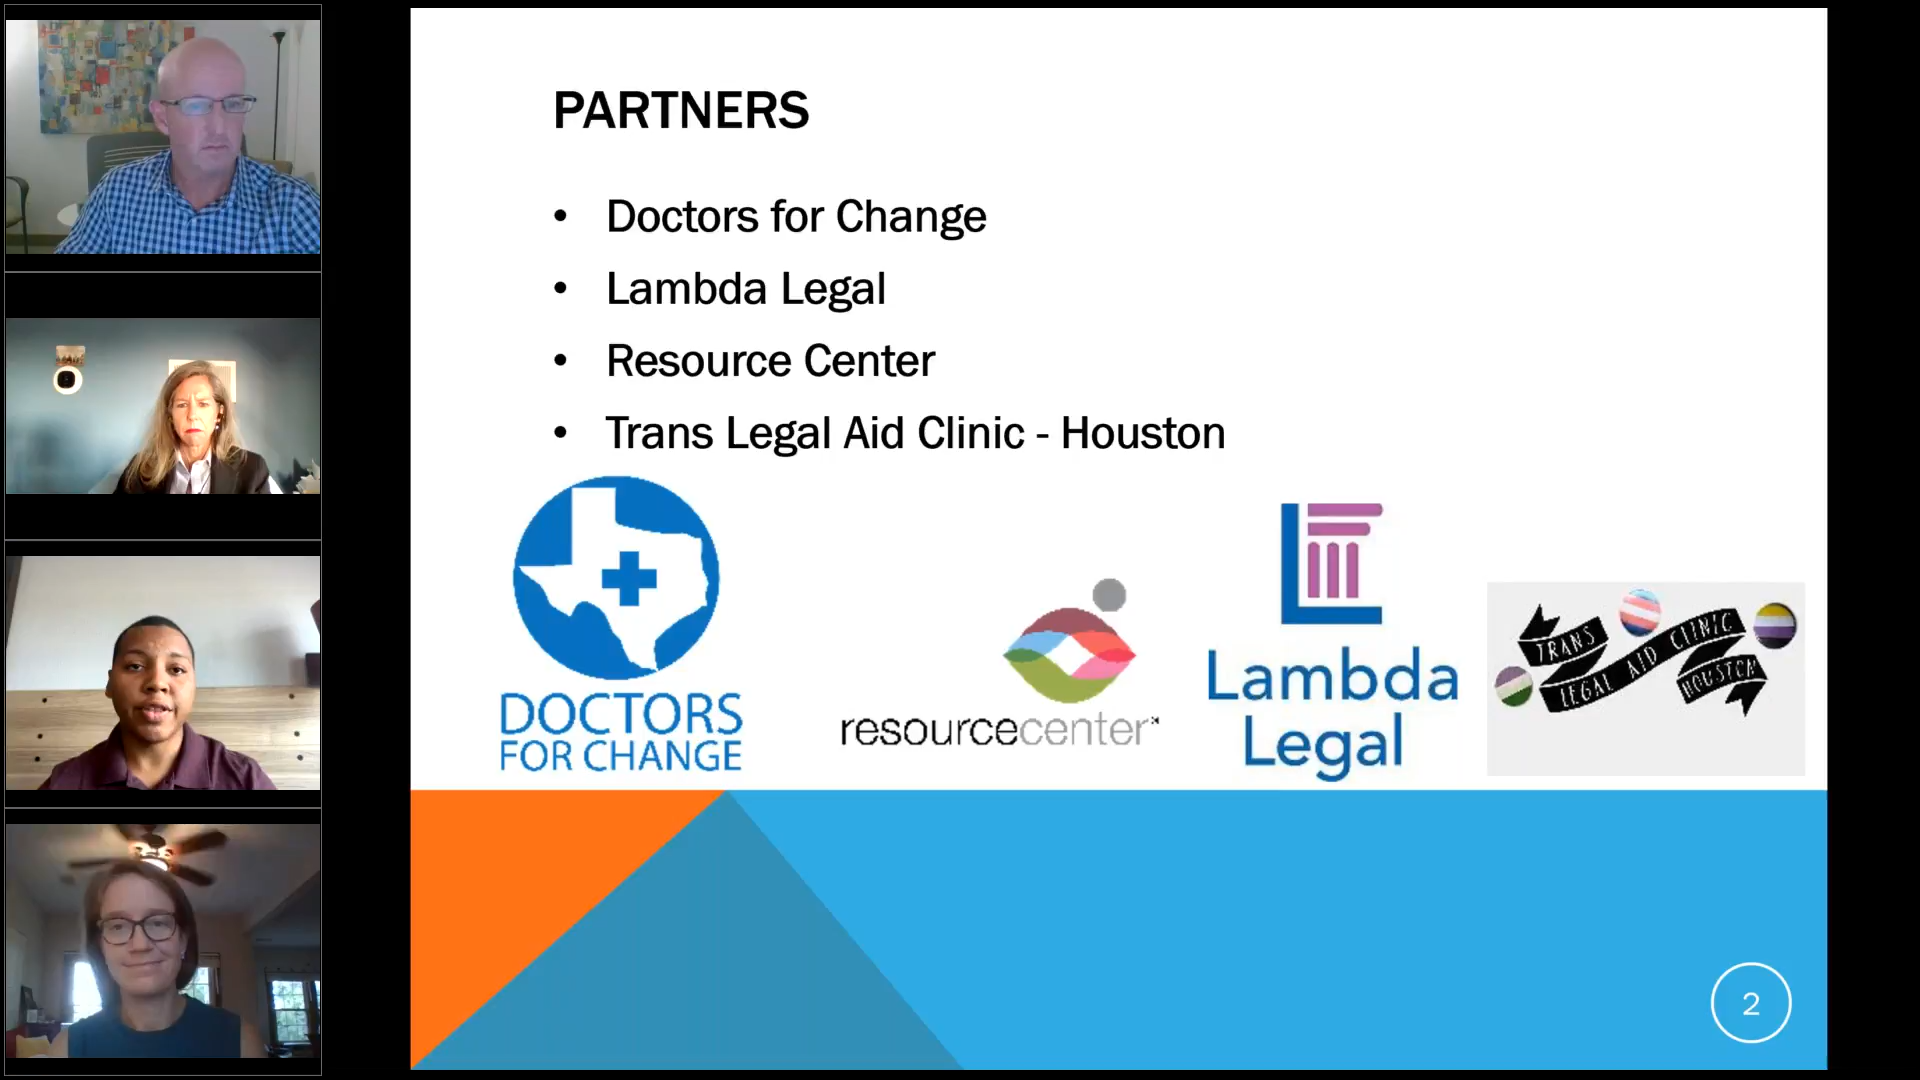 PARTNERS
• Doctors for Change
• Lambda Legal
• Resource Center
• Trans Legal Aid Clinic - Houston
DOCTORS
FOR CHANGE
resourcecenter
Lambda
Legal
TRANS
LEGAL AID CLINIC
HOUSTON
2